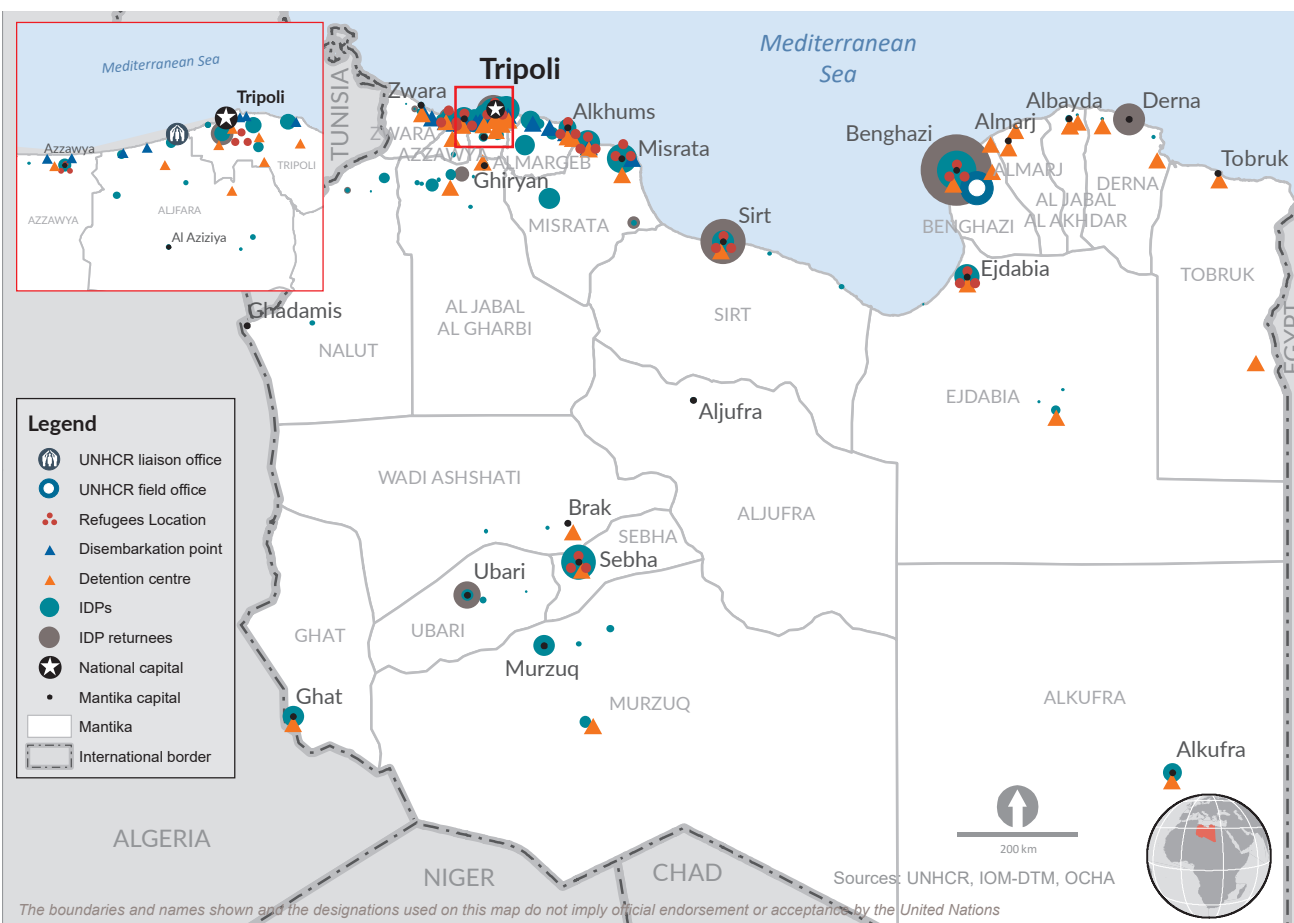 Mediterranean Sea
Tripoli
Azzawya
TRIPOLI
AZZAWYA
ALJFARA
Al Aziziya
Mediterranean
Sea
TUNISIA
Tripoli
Zwara
Alkhums
ZWARA
AZZAWYA
ALMARGEB
Misrata
Ghiryan
MISRATA
Sirt
Benghazi
Almarj
Albayda
Derna
Tobruk
ALMARJ
DERNA
AL JABAL
AL AKHDAR
BENGHAZI
Ejdabia
TOBRUK
EGYPT
Ghadamis
NALUT
AL JABAL
AL GHARBI
SIRT
EJDABIA
Aljufra
WADI ASHSHATI
Brak
SEBHA
ALJUFRA
Sebha
Ubari
UBARI
GHAT
Murzuq
MURZUQ
Ghat
ALKUFRA
Alkufra
Legend
UNHCR liaison office
UNHCR field office
Refugees Location
Disembarkation point
Detention centre
IDPs
IDP returnees
National capital
Mantika capital
Mantika
International border
ALGERIA
NIGER
CHAD
200 km
Sources: UNHCR, IOM-DTM, OCHA
The boundaries and names shown and the designations used on this map do not imply official endorsement or acceptance by the United Nations